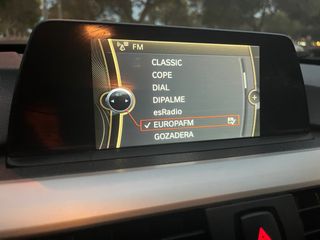 FM
CLASSIC
COPE
DIAL
DIPALME
esRadio
EUROPAFM
GOZADERA